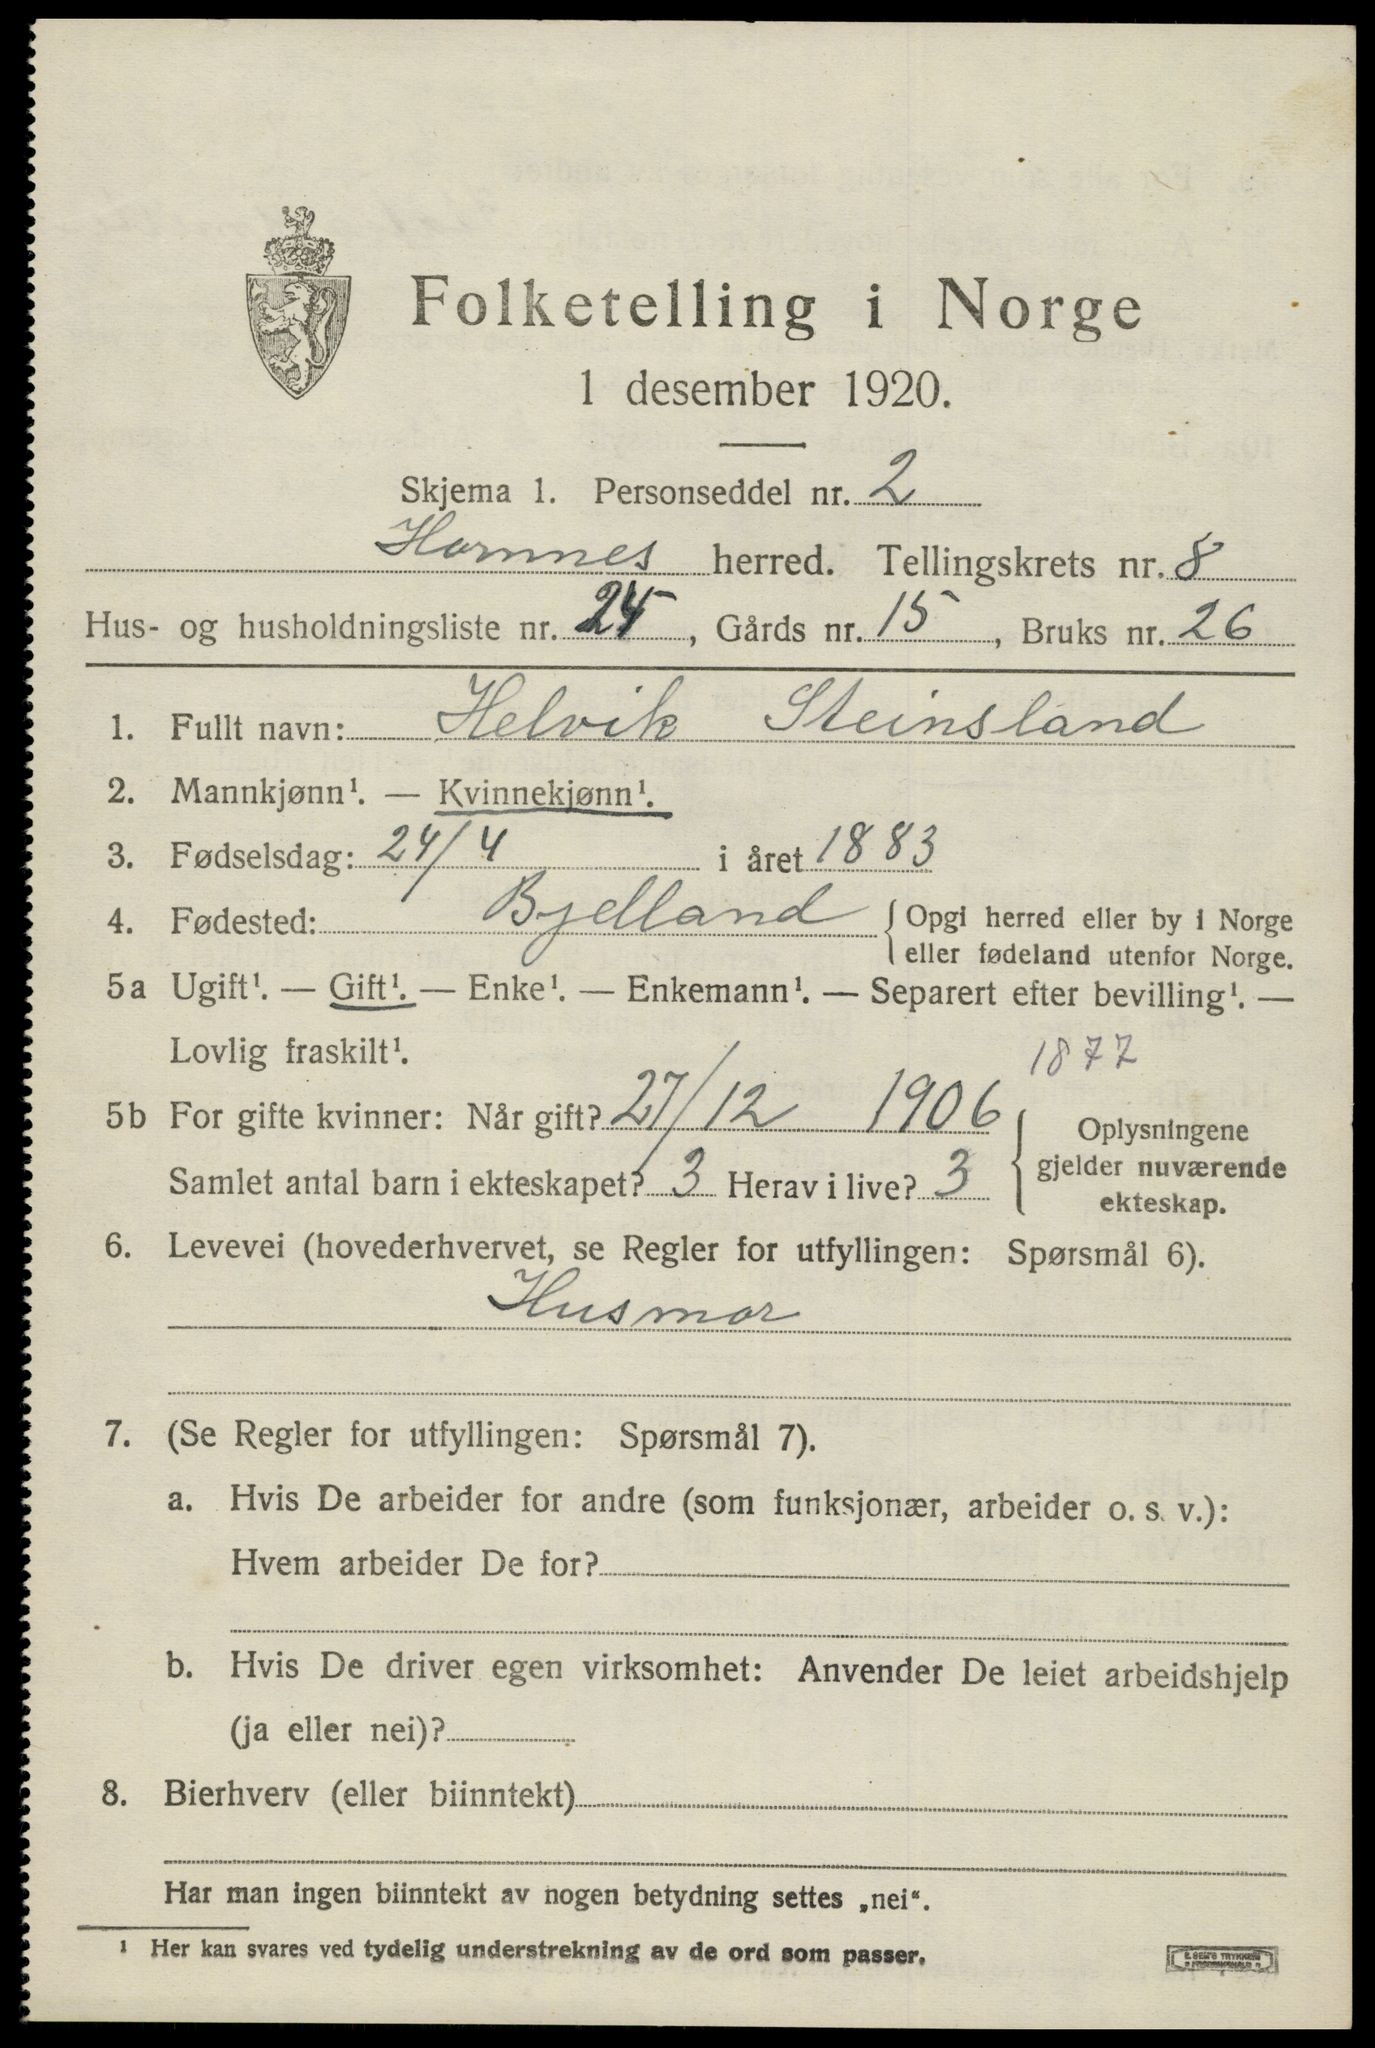 Folketelling i Norge
1 desember 1920.
Skjema 1. Personseddel nr. 2
Hornnes herred. Tellingskrets nr. 8
Hus- og husholdningsliste nr. 24, Gårds nr. 15, Bruks nr. 26
1. Fullt navn: Helvik Steinsland
2. Mannkjønn¹. — Kvinnekjønn¹.
3. Fødselsdag: 24/4 i året 1883
4. Fødested: Bjelland { Opgi herred eller by i Norge
eller fødeland utenfor Norge.
5a Ugift¹. — Gift¹. — Enke¹. — Enkemann¹. — Separert efter bevilling¹. —
Lovlig fraskilt¹.
1877
5b For gifte kvinner: Når gift? 27/12 1906
Samlet antal barn i ekteskapet? 3 Herav i live? 3
Oplysningene
gjelder nuværende
ekteskap.
6. Levevei (hovederhvervet, se Regler for utfyllingen: Spørsmål 6).
Husmor
7. (Se Regler for utfyllingen: Spørsmål 7).
a. Hvis De arbeider for andre (som funksjonær, arbeider o. s. v.):
Hvem arbeider De for?
b. Hvis De driver egen virksomhet: Anvender De leiet arbeidshjelp
(ja eller nei)?
8. Bierhverv (eller biinntekt)
Har man ingen biinntekt av nogen betydning settes „nei“.
¹ Her kan svares ved tydelig understrekning av de ord som passer.